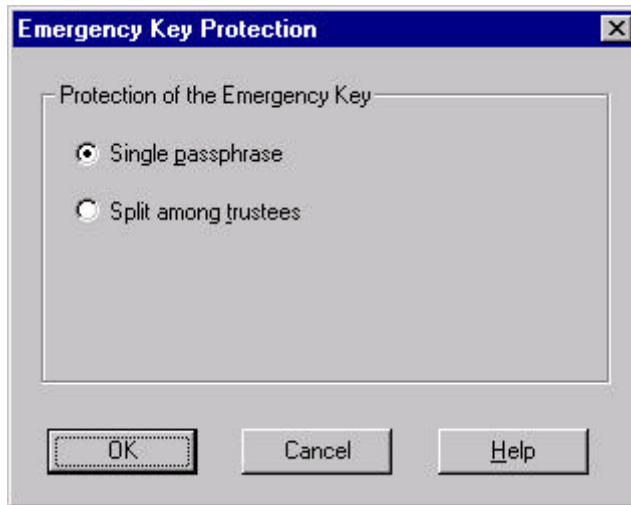 Emergency Key Protection
Protection of the Emergency Key
Single passphrase
Split among trustees
OK Cancel Help